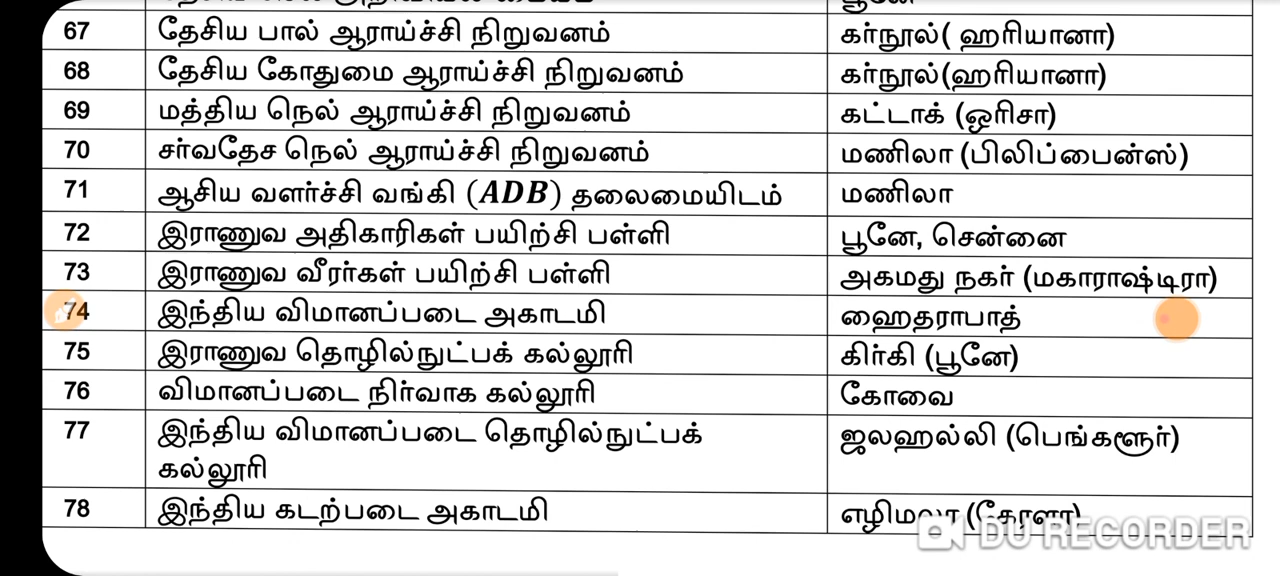 பூனே
67 தேசிய பால் ஆராய்ச்சி நிறுவனம் கர்நூல்( ஹரியானா)
68 தேசிய கோதுமை ஆராய்ச்சி நிறுவனம் கர்நூல்(ஹரியானா)
69 மத்திய நெல் ஆராய்ச்சி நிறுவனம் கட்டாக் (ஒரிசா)
70 சர்வதேச நெல் ஆராய்ச்சி நிறுவனம் மணிலா (பிலிப்பைன்ஸ்)
71 ஆசிய வளர்ச்சி வங்கி (ADB) தலைமையிடம் மணிலா
72 இராணுவ அதிகாரிகள் பயிற்சி பள்ளி பூனே, சென்னை
73 இராணுவ வீரர்கள் பயிற்சி பள்ளி அகமது நகர் (மகாராஷ்டிரா)
74 இந்திய விமானப்படை அகாடமி ஹைதராபாத்
75 இராணுவ தொழில்நுட்பக் கல்லூரி கிர்கி (பூனே)
76 விமானப்படை நிர்வாக கல்லூரி கோவை
77 இந்திய விமானப்படை தொழில்நுட்பக் ஜலஹல்லி (பெங்களூர்)
கல்லூரி
78 இந்திய கடற்படை அகாடமி எழிமலா (கேரளா)
DU RECORDER